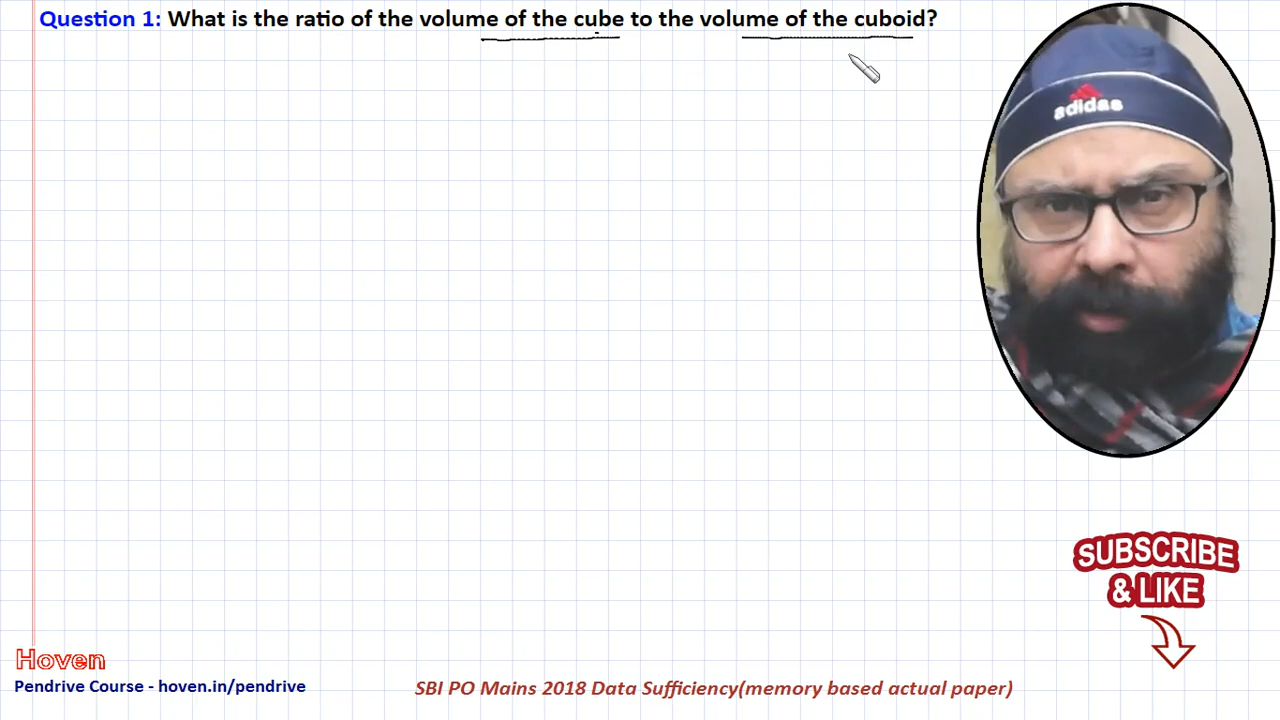 Question 1: What is the ratio of the volume of the cube to the volume of the cuboid?
adidas
SUBSCRIBE
& LIKE
Hoven
Pendrive Course - hoven.in/pendrive
SBI PO Mains 2018 Data Sufficiency(memory based actual paper)